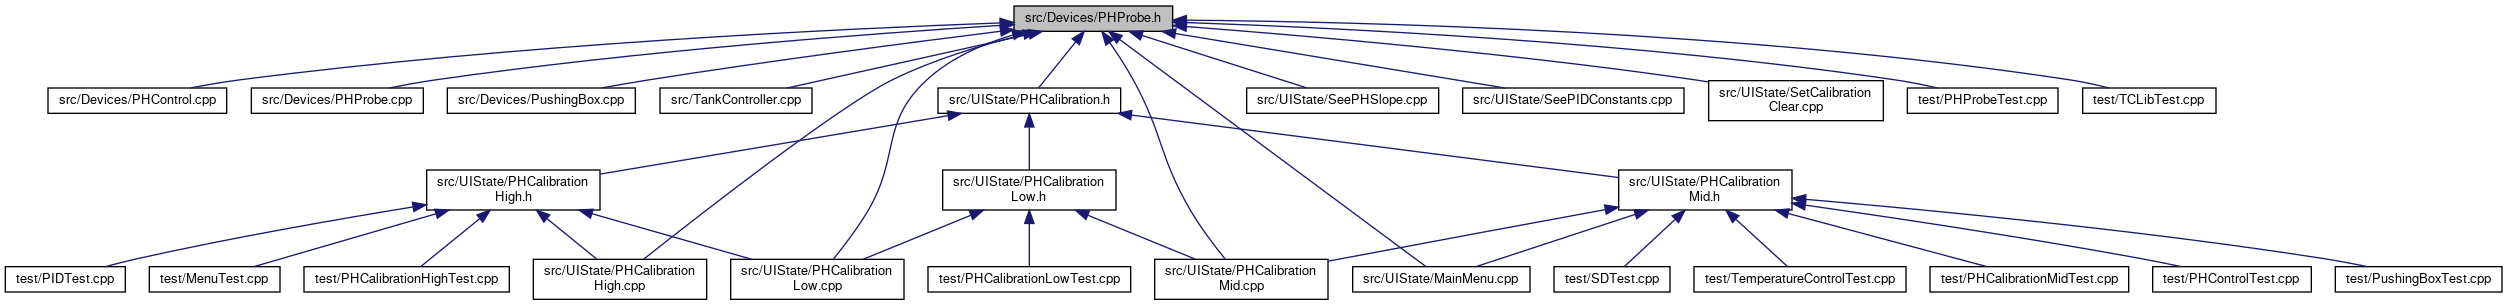 src/Devices/PHProbe.h
src/Devices/PHControl.cpp
src/Devices/PHProbe.cpp
src/Devices/PushingBox.cpp
src/TankController.cpp
src/UIState/PHCalibration.h
src/UIState/SeePHSlope.cpp
src/UIState/SeePIDConstants.cpp
src/UIState/SetCalibration
Clear.cpp
test/PHProbeTest.cpp
test/TCLibTest.cpp
src/UIState/PHCalibration
High.h
src/UIState/PHCalibration
Low.h
src/UIState/PHCalibration
Mid.h
test/PIDTest.cpp
test/MenuTest.cpp
test/PHCalibrationHighTest.cpp
src/UIState/PHCalibration
High.cpp
src/UIState/PHCalibration
Low.cpp
test/PHCalibrationLowTest.cpp
src/UIState/PHCalibration
Mid.cpp
src/UIState/MainMenu.cpp
test/SDTest.cpp
test/TemperatureControlTest.cpp
test/PHCalibrationMidTest.cpp
test/PHControlTest.cpp
test/PushingBoxTest.cpp